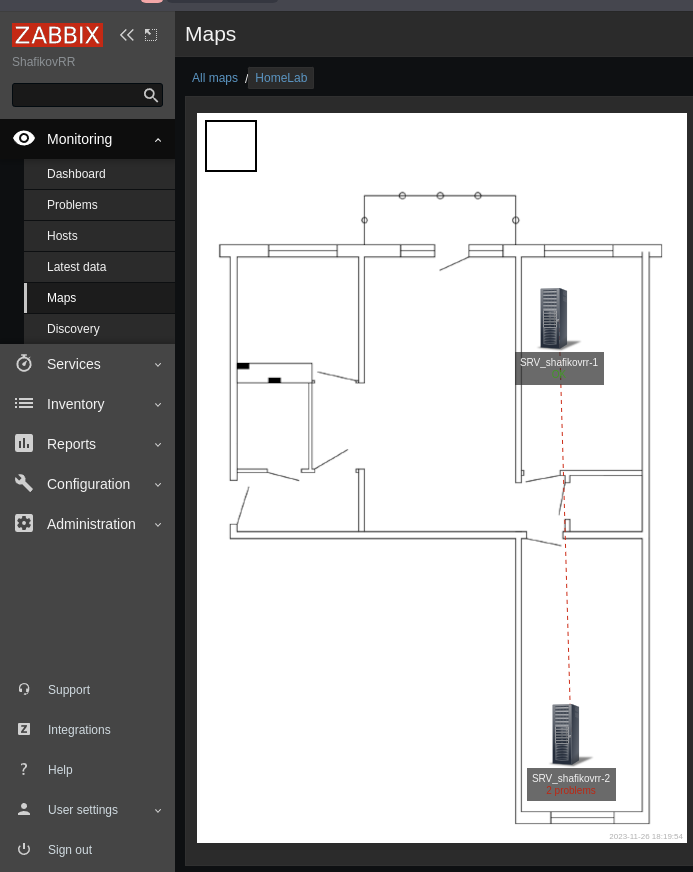 ZABBIX
ShafikovRR
Monitoring
Dashboard
Problems
Hosts
Latest data
Maps
Discovery
Services
Inventory
Reports
Configuration
Administration
Support
Z Integrations
? Help
User settings
Sign out
Maps
All maps / HomeLab
SRV_shafikovrr-1
SRV_shafikovrr-2
2 problems
2023-11-26 18:19:54